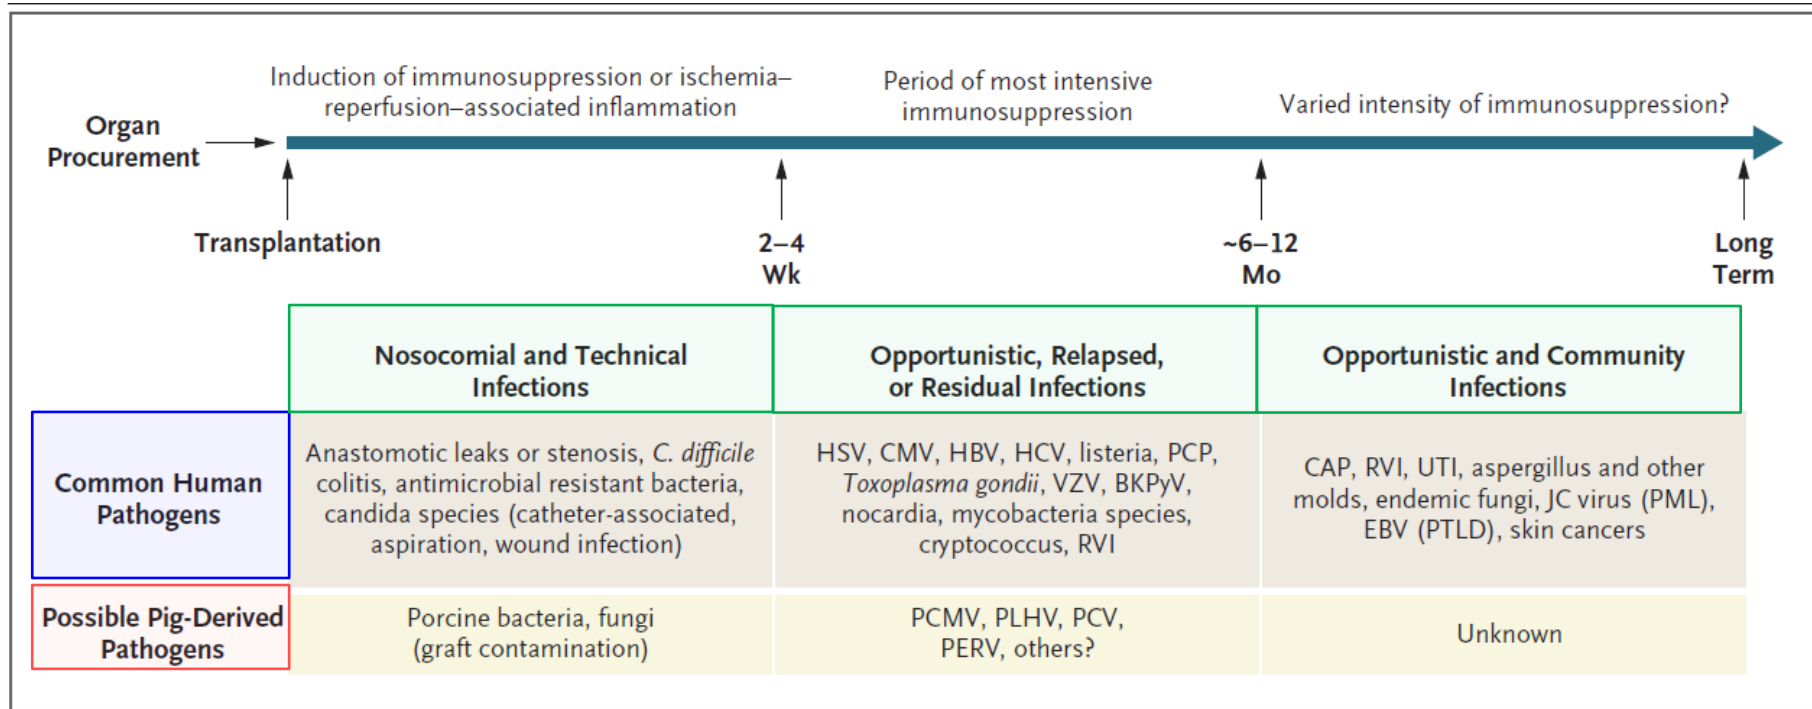 Induction of immunosuppression or ischemia–
reperfusion–associated inflammation
Period of most intensive
immunosuppression
Varied intensity of immunosuppression?
Organ
Procurement
Transplantation
2–4
Wk
~6–12
Mo
Long
Term
Nosocomial and Technical
Infections
Opportunistic, Relapsed,
or Residual Infections
Opportunistic and Community
Infections
Common Human
Pathogens
Anastomotic leaks or stenosis, C. difficile
colitis, antimicrobial resistant bacteria,
candida species (catheter-associated,
aspiration, wound infection)
HSV, CMV, HBV, HCV, listeria, PCP,
Toxoplasma gondii, VZV, BKPyV,
nocardia, mycobacteria species,
cryptococcus, RVI
CAP, RVI, UTI, aspergillus and other
molds, endemic fungi, JC virus (PML),
EBV (PTLD), skin cancers
Possible Pig-Derived
Pathogens
Porcine bacteria, fungi
(graft contamination)
PCMV, PLHV, PCV,
PERV, others?
Unknown